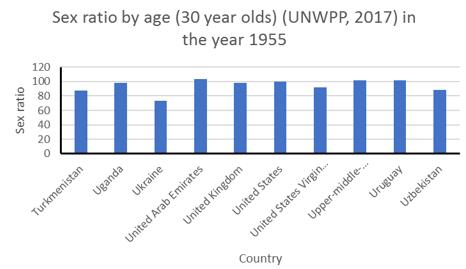 Sex ratio by age (30 year olds) (UNWPP, 2017) in
the year 1955
120
100
80
60
40
20
0
Sex ratio
Turkmenistan
Uganda
Ukraine
United Arab Emirates
United Kingdom
United States
United States Virgin...
Upper-middle-...
Uruguay
Uzbekistan
Country